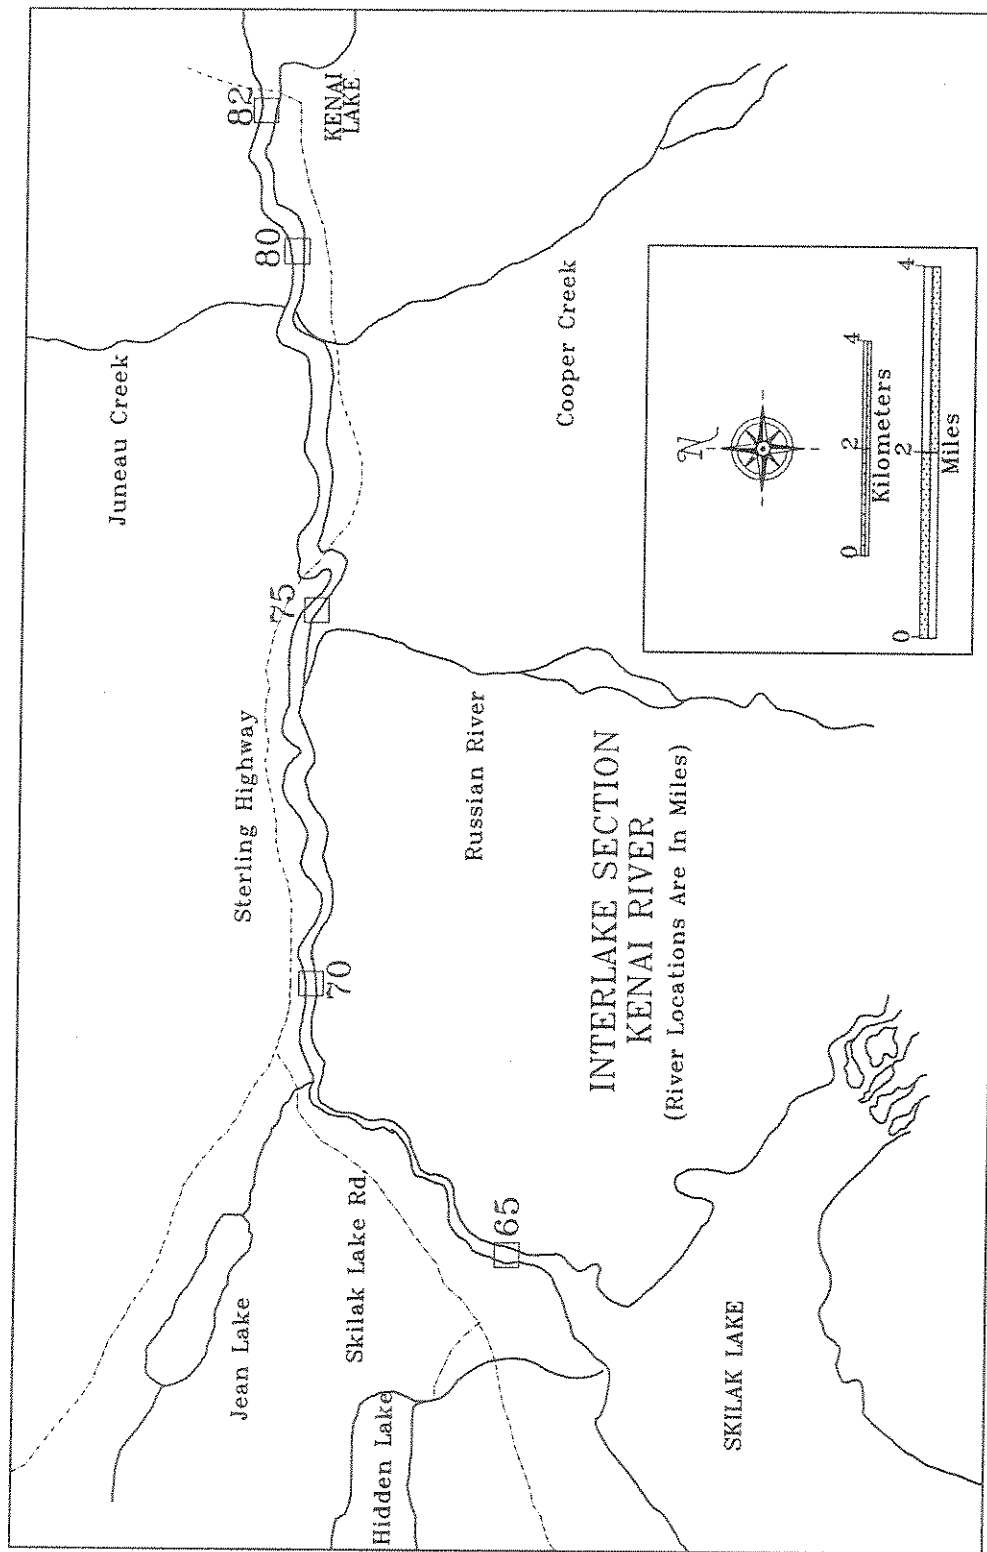 82
KENAI
LAKE
80
Juneau Creek
Cooper Creek
75
Sterling Highway
Russian River
70
INTERLAKE SECTION
KENAI RIVER
(River Locations Are In Miles)
65
Skilak Lake Rd.
Jean Lake
Hidden Lake
SKILAK LAKE
N
0
2
4
Kilometers
0
2
4
Miles